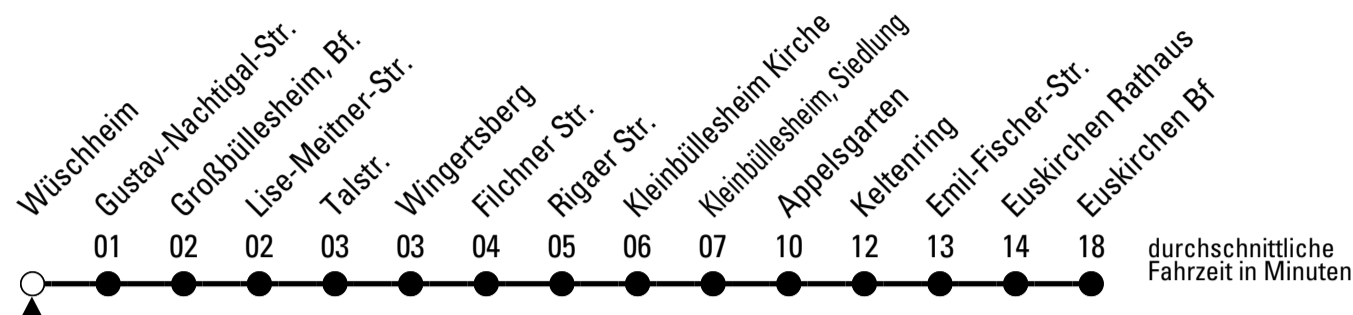 Wüschheim
Gustav-Nachtigal-Str.
Großbüllesheim, Bf.
Lise-Meitner-Str.
Talstr.
Wingertsberg
Filchner Str.
Rigaer Str.
Kleinbüllesheim Kirche
Kleinbüllesheim, Siedlung
Appelsgarten
Keltenring
Emil-Fischer-Str.
Euskirchen Rathaus
Euskirchen Bf
01 02 02 03 03 04 05 06 07 10 12 13 14 18
durchschnittliche
Fahrzeit in Minuten